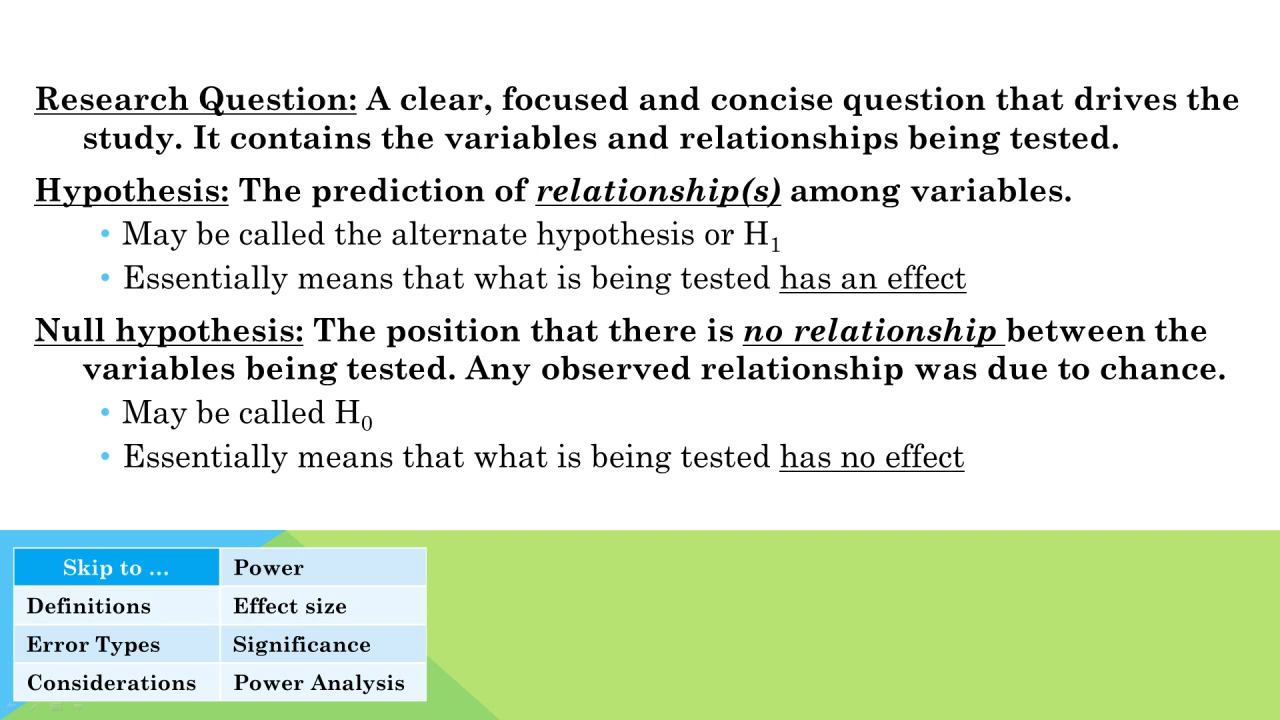 Research Question: A clear, focused and concise question that drives the
study. It contains the variables and relationships being tested.
Hypothesis: The prediction of relationship(s) among variables.
• May be called the alternate hypothesis or H₁
• Essentially means that what is being tested has an effect
Null hypothesis: The position that there is no relationship between the
variables being tested. Any observed relationship was due to chance.
• May be called H₀
• Essentially means that what is being tested has no effect
Skip to … Power
Definitions Effect size
Error Types Significance
Considerations Power Analysis